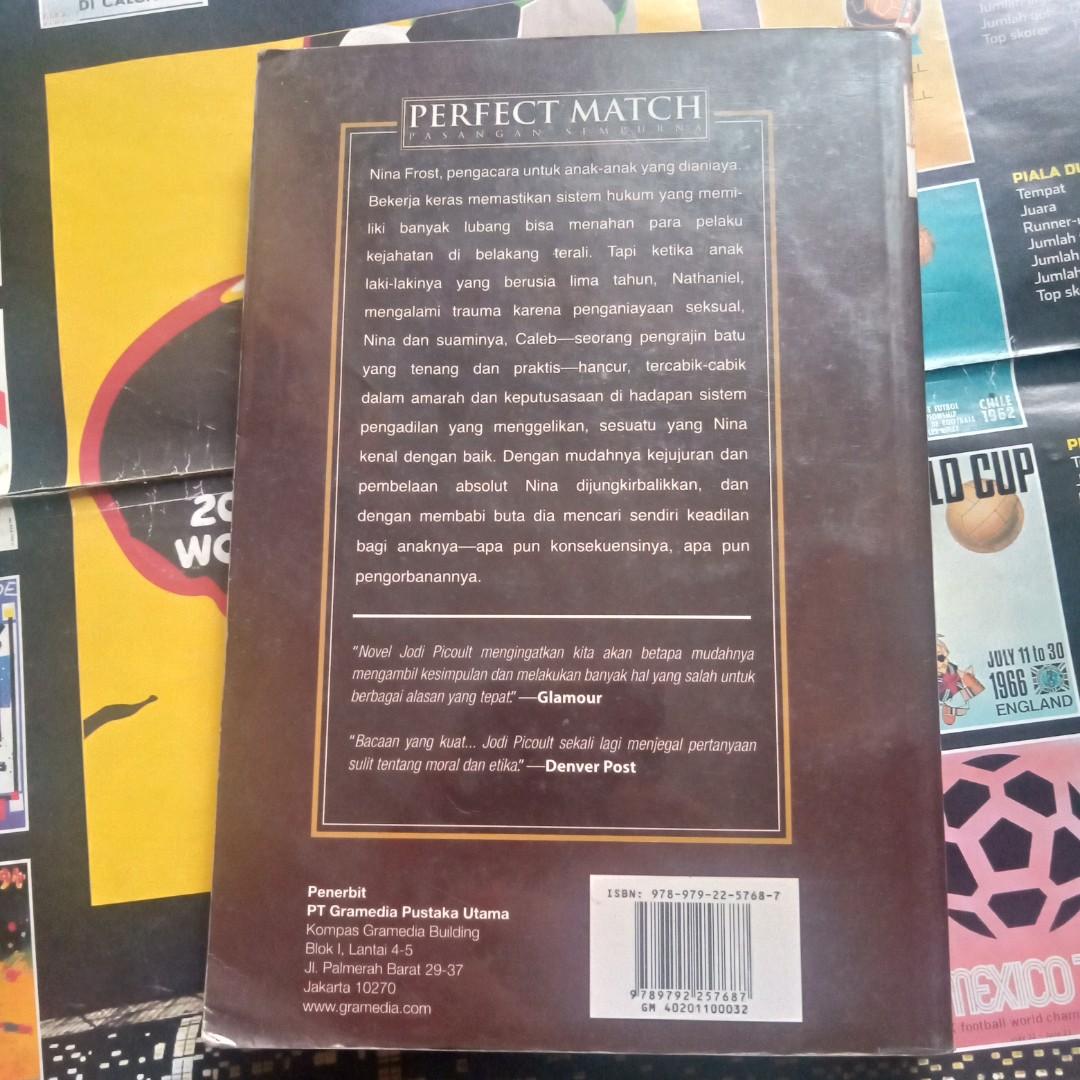 DI
PERFECT MATCH
PASANGAN SEMPURNA
Nina Frost, pengacara untuk anak-anak yang dianiaya.
Bekerja keras memastikan sistem hukum yang memi-
liki banyak lubang bisa menahan para pelaku
kejahatan di belakang terali. Tapi ketika anak
laki-lakinya yang berusia lima tahun, Nathaniel,
mengalami trauma karena penganiayaan seksual,
Nina dan suaminya, Caleb—seorang pengrajin batu
yang tenang dan praktis—hancur, tercabik-cabik
dalam amarah dan keputusasaan di hadapan sistem
pengadilan yang menggelikan, sesuatu yang Nina
kenal dengan baik. Dengan mudahnya kejujuran dan
pembelaan absolut Nina dijungkirbalikkan, dan
dengan membabi buta dia mencari sendiri keadilan
bagi anaknya—apa pun konsekuensinya, apa pun
pengorbanannya.
"Novel Jodi Picoult mengingatkan kita akan betapa mudahnya
mengambil kesimpulan dan melakukan banyak hal yang salah untuk
berbagai alasan yang tepat." —Glamour
"Bacaan yang kuat... Jodi Picoult sekali lagi menjegal pertanyaan
sulit tentang moral dan etika." —Denver Post
Penerbit
PT Gramedia Pustaka Utama
Kompas Gramedia Building
Blok I, Lantai 4-5
Jl. Palmerah Barat 29-37
Jakarta 10270
www.gramedia.com
ISBN: 978-979-22-5768-7
9789792257687
GM 40201100032
Jumlah
Top skorer
PIALA DU
Tempat
Juara
Runner-
Jumlah
Jumlah
Top sk
CHILE
1962
LD CUP
JULY 11 to 30
1966
ENGLAND
MEXICO
football world cham
20
WO